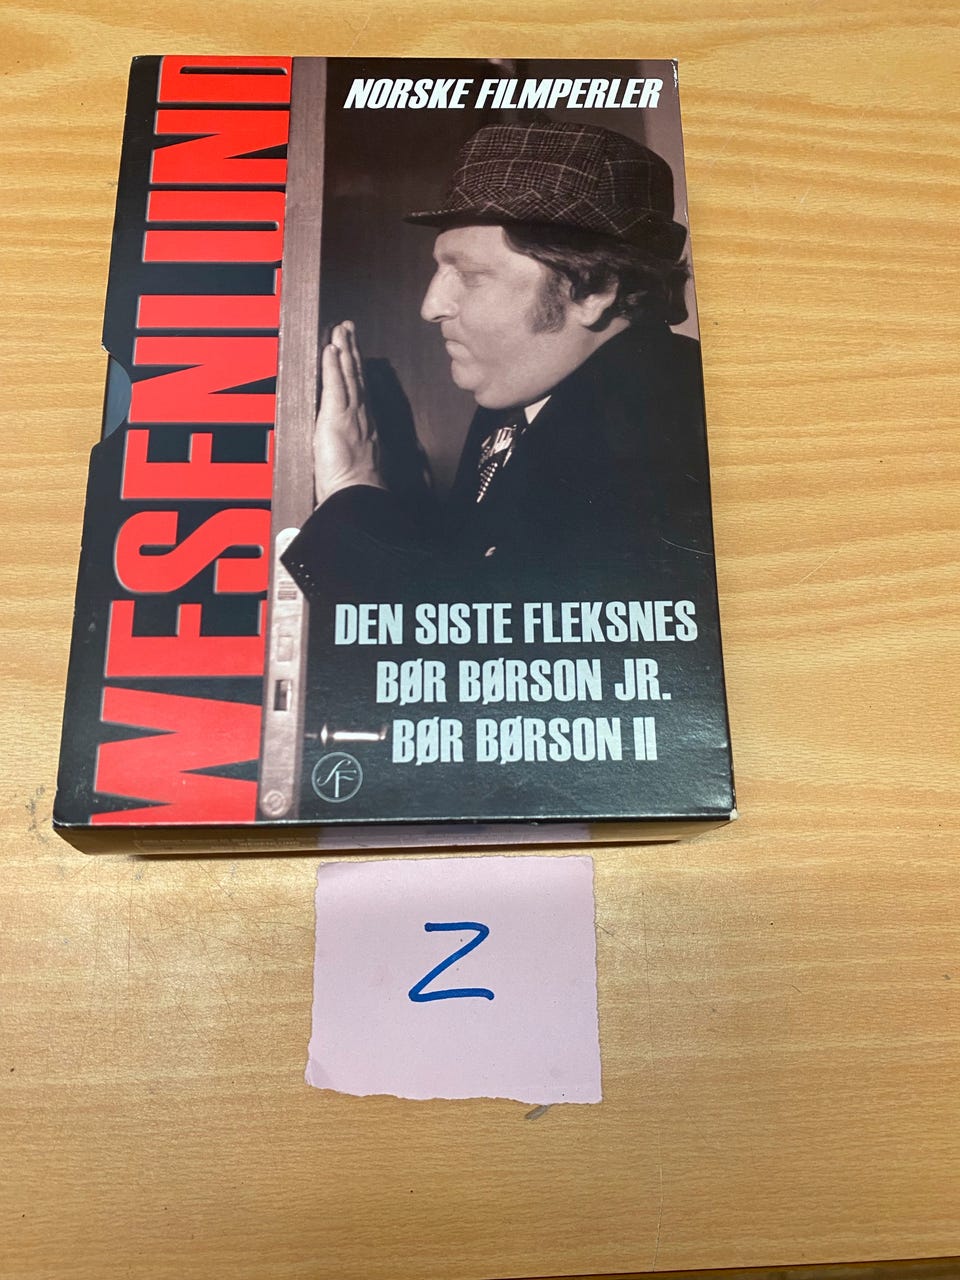 NORSKE FILMPERLER
WESENLUND
DEN SISTE FLEKSNES
BØR BØRSON JR.
BØR BØRSON II
SF
Z